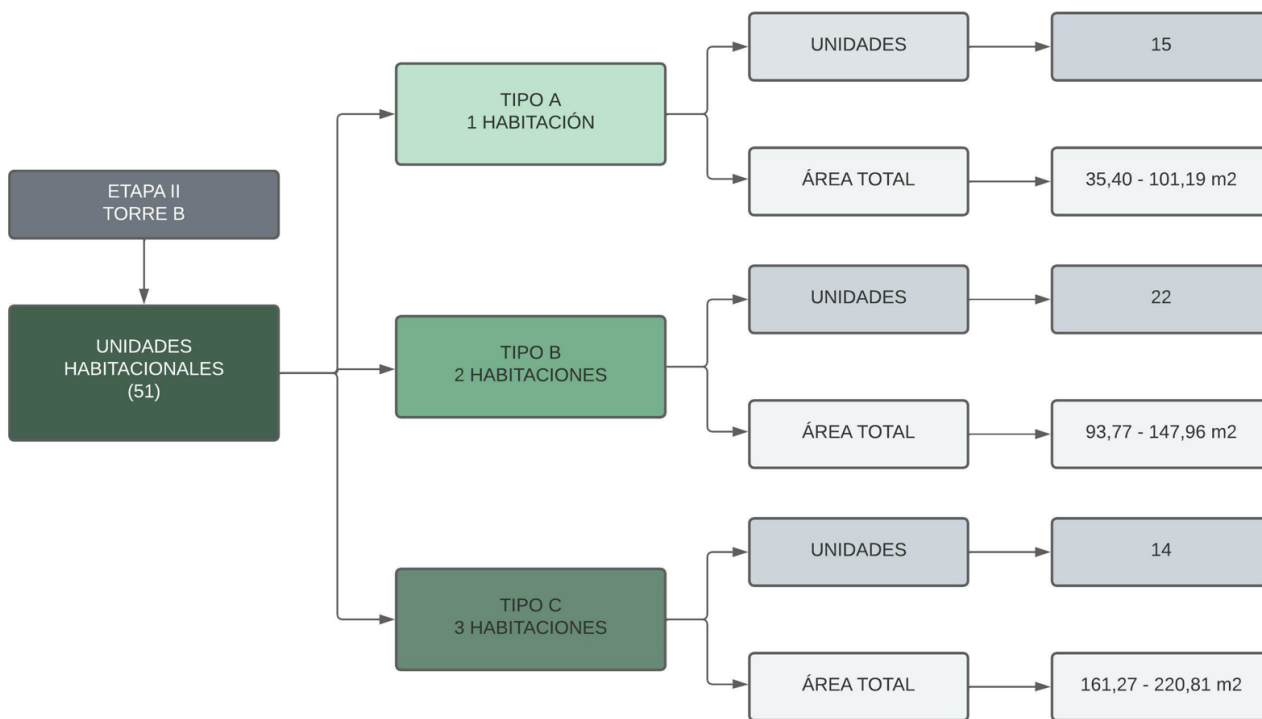 ETAPA II
TORRE B
UNIDADES
HABITACIONALES
(51)
TIPO A
1 HABITACIÓN
UNIDADES
15
ÁREA TOTAL
35,40 - 101,19 m2
TIPO B
2 HABITACIONES
UNIDADES
22
ÁREA TOTAL
93,77 - 147,96 m2
TIPO C
3 HABITACIONES
UNIDADES
14
ÁREA TOTAL
161,27 - 220,81 m2